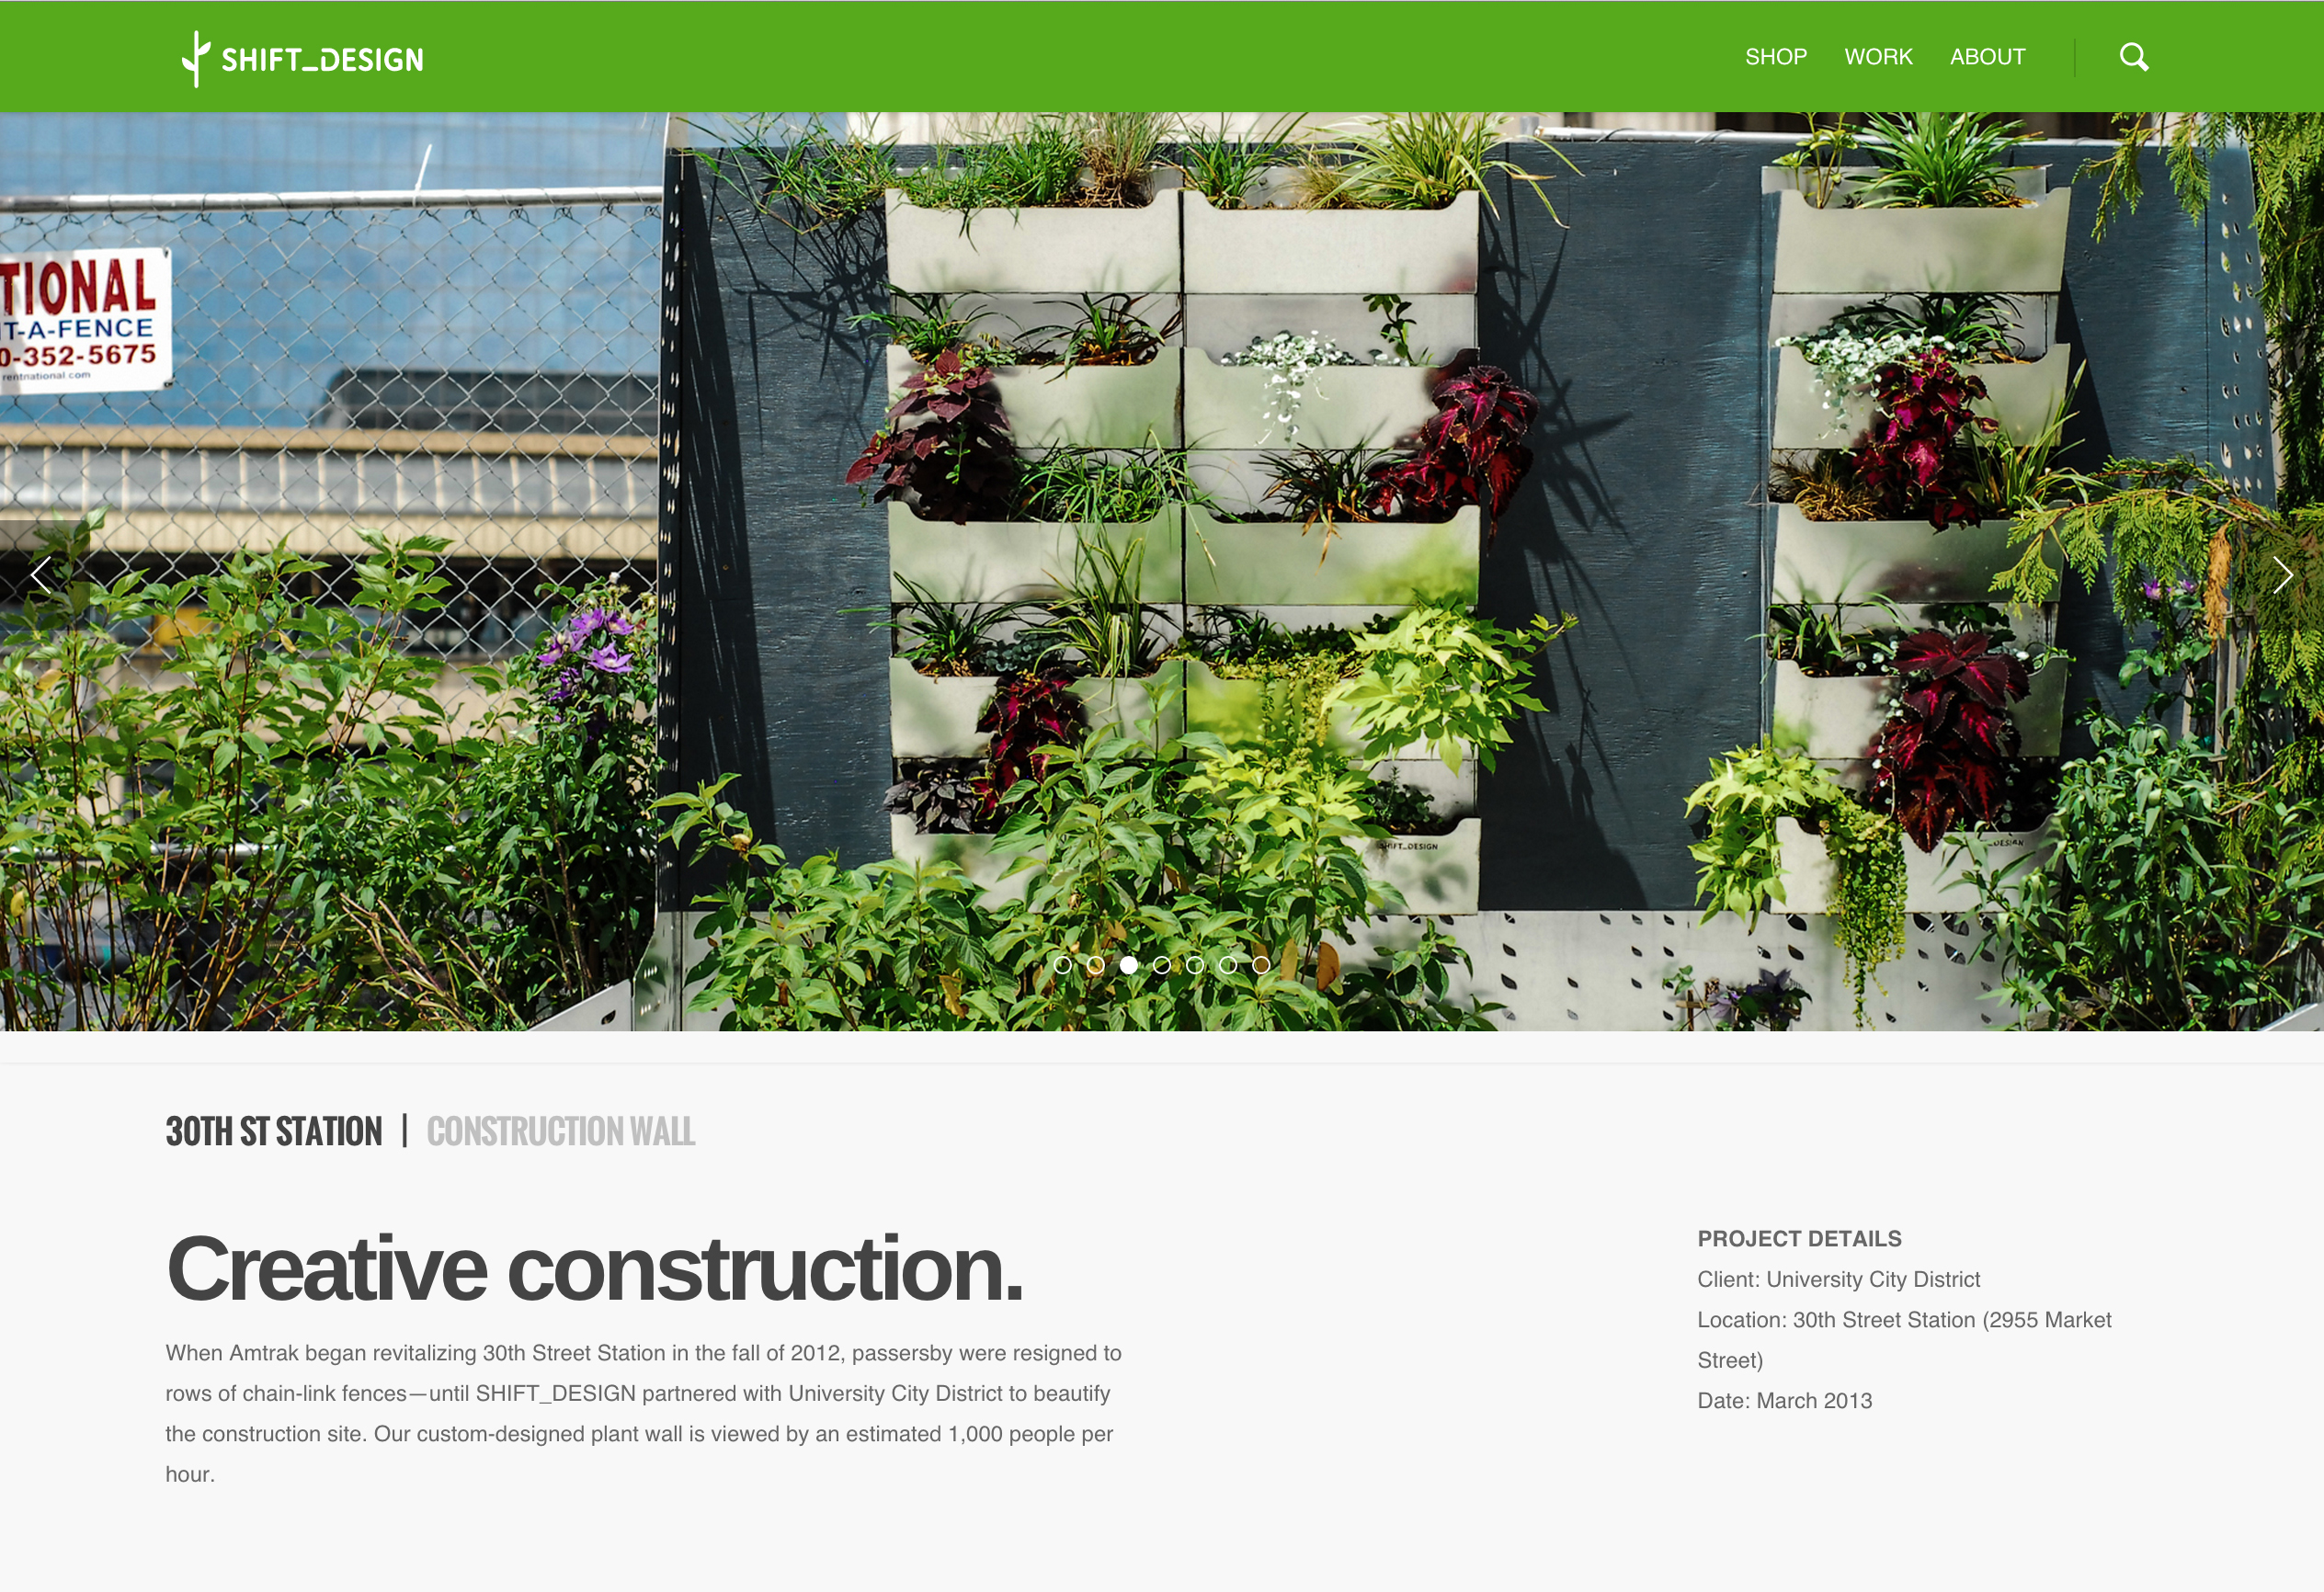 SHIFT_DESIGN
SHOP WORK ABOUT
TIONAL
T-A-FENCE
0-352-5675
rentnational.com
SHIFT_DESIGN
_DESIGN
30TH ST STATION | CONSTRUCTION WALL
Creative construction.
When Amtrak began revitalizing 30th Street Station in the fall of 2012, passersby were resigned to
rows of chain-link fences—until SHIFT_DESIGN partnered with University City District to beautify
the construction site. Our custom-designed plant wall is viewed by an estimated 1,000 people per
hour.
PROJECT DETAILS
Client: University City District
Location: 30th Street Station (2955 Market
Street)
Date: March 2013